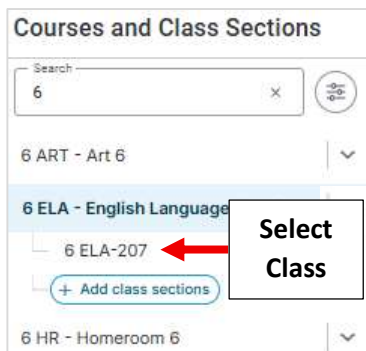 Courses and Class Sections
Search
6
6 ART - Art 6
6 ELA - English Language
6 ELA-207
+ Add class sections
Select
Class
6 HR - Homeroom 6